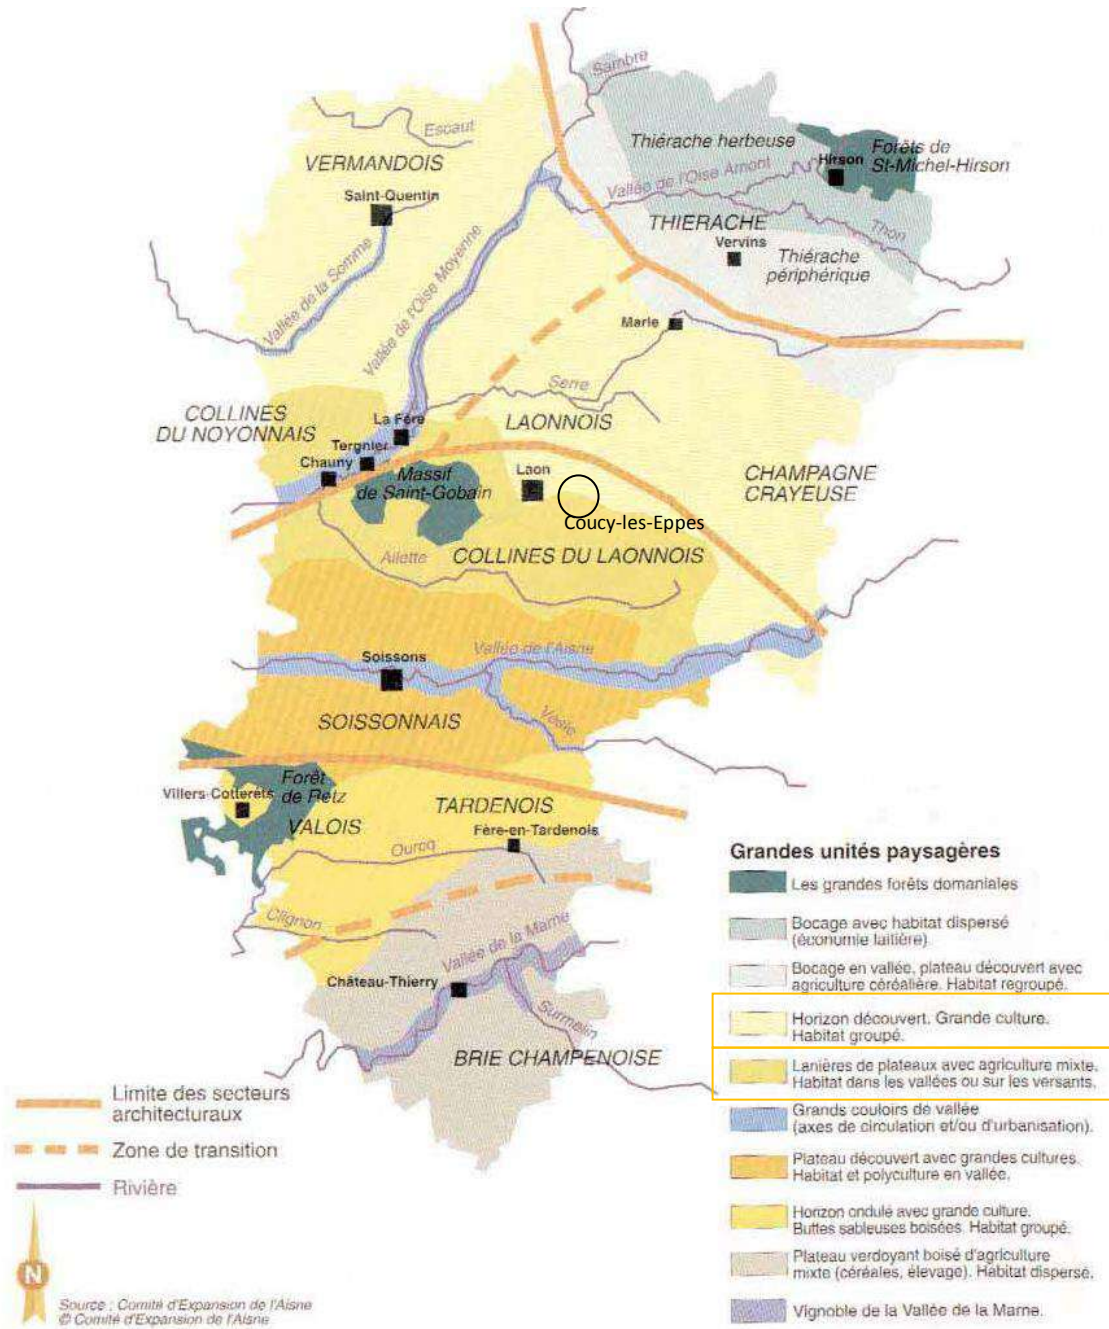 Sambre
Thiérache herbeuse
Forêts de
St-Michel-Hirson
Hirson
Escaut
VERMANDOIS
Saint-Quentin
Vallée de l'Oise Amont
THIERACHE
Vervins
Thon
Thiérache
périphérique
Vallée de la Somme
Vallée de l'Oise Moyenne
Marle
Serre
COLLINES
DU NOYONNAIS
La Fère
Tergnier
Chauny
LAONNOIS
Massif
de Saint-Gobain
Laon
CHAMPAGNE
CRAYEUSE
Coucy-les-Eppes
Ailette
COLLINES DU LAONNOIS
Vallée de l'Aisne
Soissons
SOISSONNAIS
Vesle
Forêt
de Retz
Villers-Cotterêts
VALOIS
TARDENOIS
Fère-en-Tardenois
Ourcq
Clignon
Vallée de la Marne
Château-Thierry
Surmelin
BRIE CHAMPENOISE
Grandes unités paysagères
Les grandes forêts domaniales
Bocage avec habitat dispersé
(économie laitière)
Bocage en vallée, plateau découvert avec
agriculture céréalière. Habitat regroupé.
Horizon découvert. Grande culture.
Habitat groupé.
Lanières de plateaux avec agriculture mixte.
Habitat dans les vallées ou sur les versants.
Grands couloirs de vallée
(axes de circulation et/ou d'urbanisation).
Plateau découvert avec grandes cultures.
Habitat et polyculture en vallée.
Horizon ondulé avec grande culture.
Buttes sableuses boisées. Habitat groupé.
Plateau verdoyant boisé d'agriculture
mixte (céréales, élevage). Habitat dispersé.
Vignoble de la Vallée de la Marne.
Limite des secteurs
architecturaux
Zone de transition
Rivière
N
Source : Comité d'Expansion de l'Aisne
© Comité d'Expansion de l'Aisne